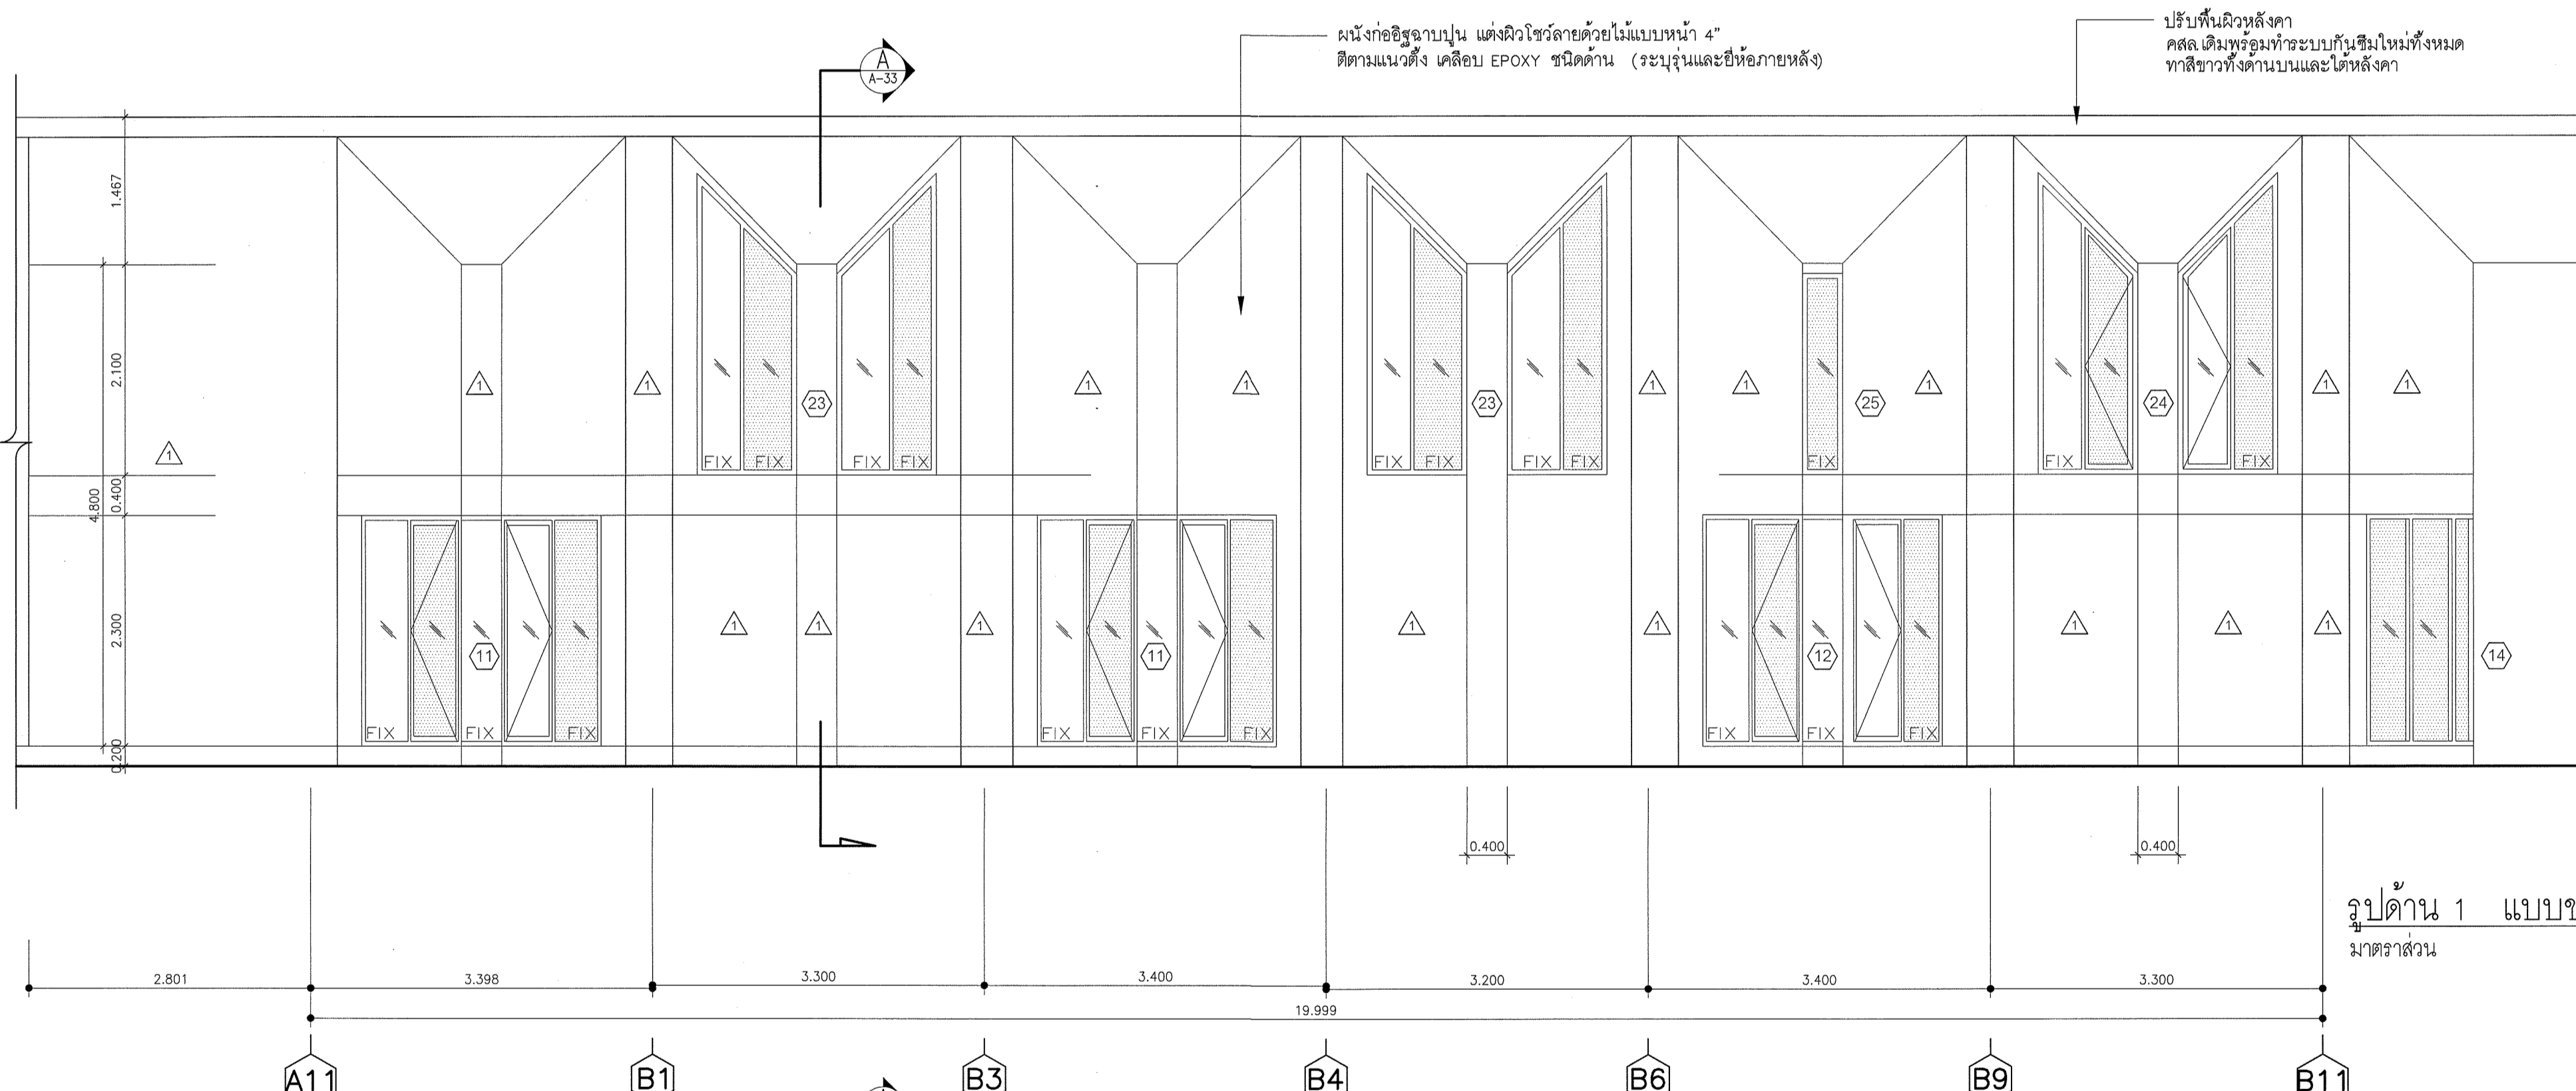 ผนังก่ออิฐฉาบปูน แต่งผิวโชว์ลายด้วยไม้แบบหน้า 4"
ตีตามแนวตั้ง เคลือบ EPOXY ชนิดด้าน (ระบุรุ่นและยี่ห้อภายหลัง)
ปรับพื้นผิวหลังคา
คสล.เดิมพร้อมทำระบบกันซึมใหม่ทั้งหมด
ทาสีขาวทั้งด้านบนและใต้หลังคา
A
A-33
1.467
2.100
0.400
4.800
2.300
0.200
1 1 1 1 1 1 1 1 1
23 23 25 24
1
FIX FIX FIX FIX FIX FIX FIX FIX FIX FIX FIX
1 1 1 1 1 1 1 1
11 11 12 14
FIX FIX FIX FIX FIX FIX FIX FIX FIX
0.400 0.400
รูปด้าน 1
มาตราส่วน
2.801 3.398 3.300 3.400 3.200 3.400 3.300
19.999
A11 B1 B3 B4 B6 B9 B11